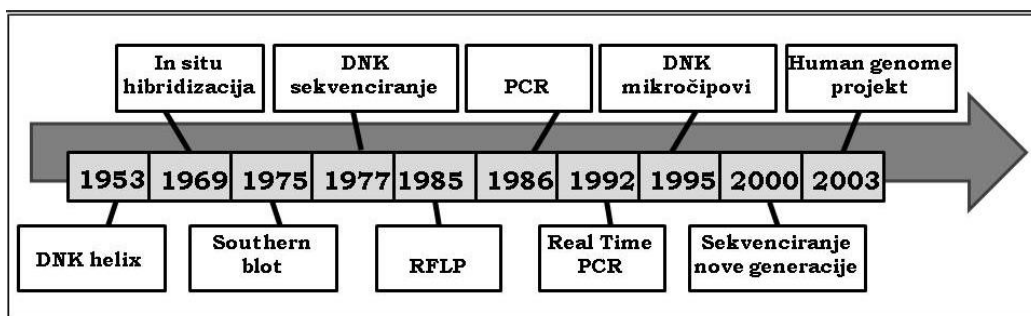 In situ
hibridizacija
DNK
sekvenciranje
PCR
DNK
mikročipovi
Human genome
projekt
1953 1969 1975 1977 1985 1986 1992 1995 2000 2003
DNK helix
Southern
blot
RFLP
Real Time
PCR
Sekvenciranje
nove generacije